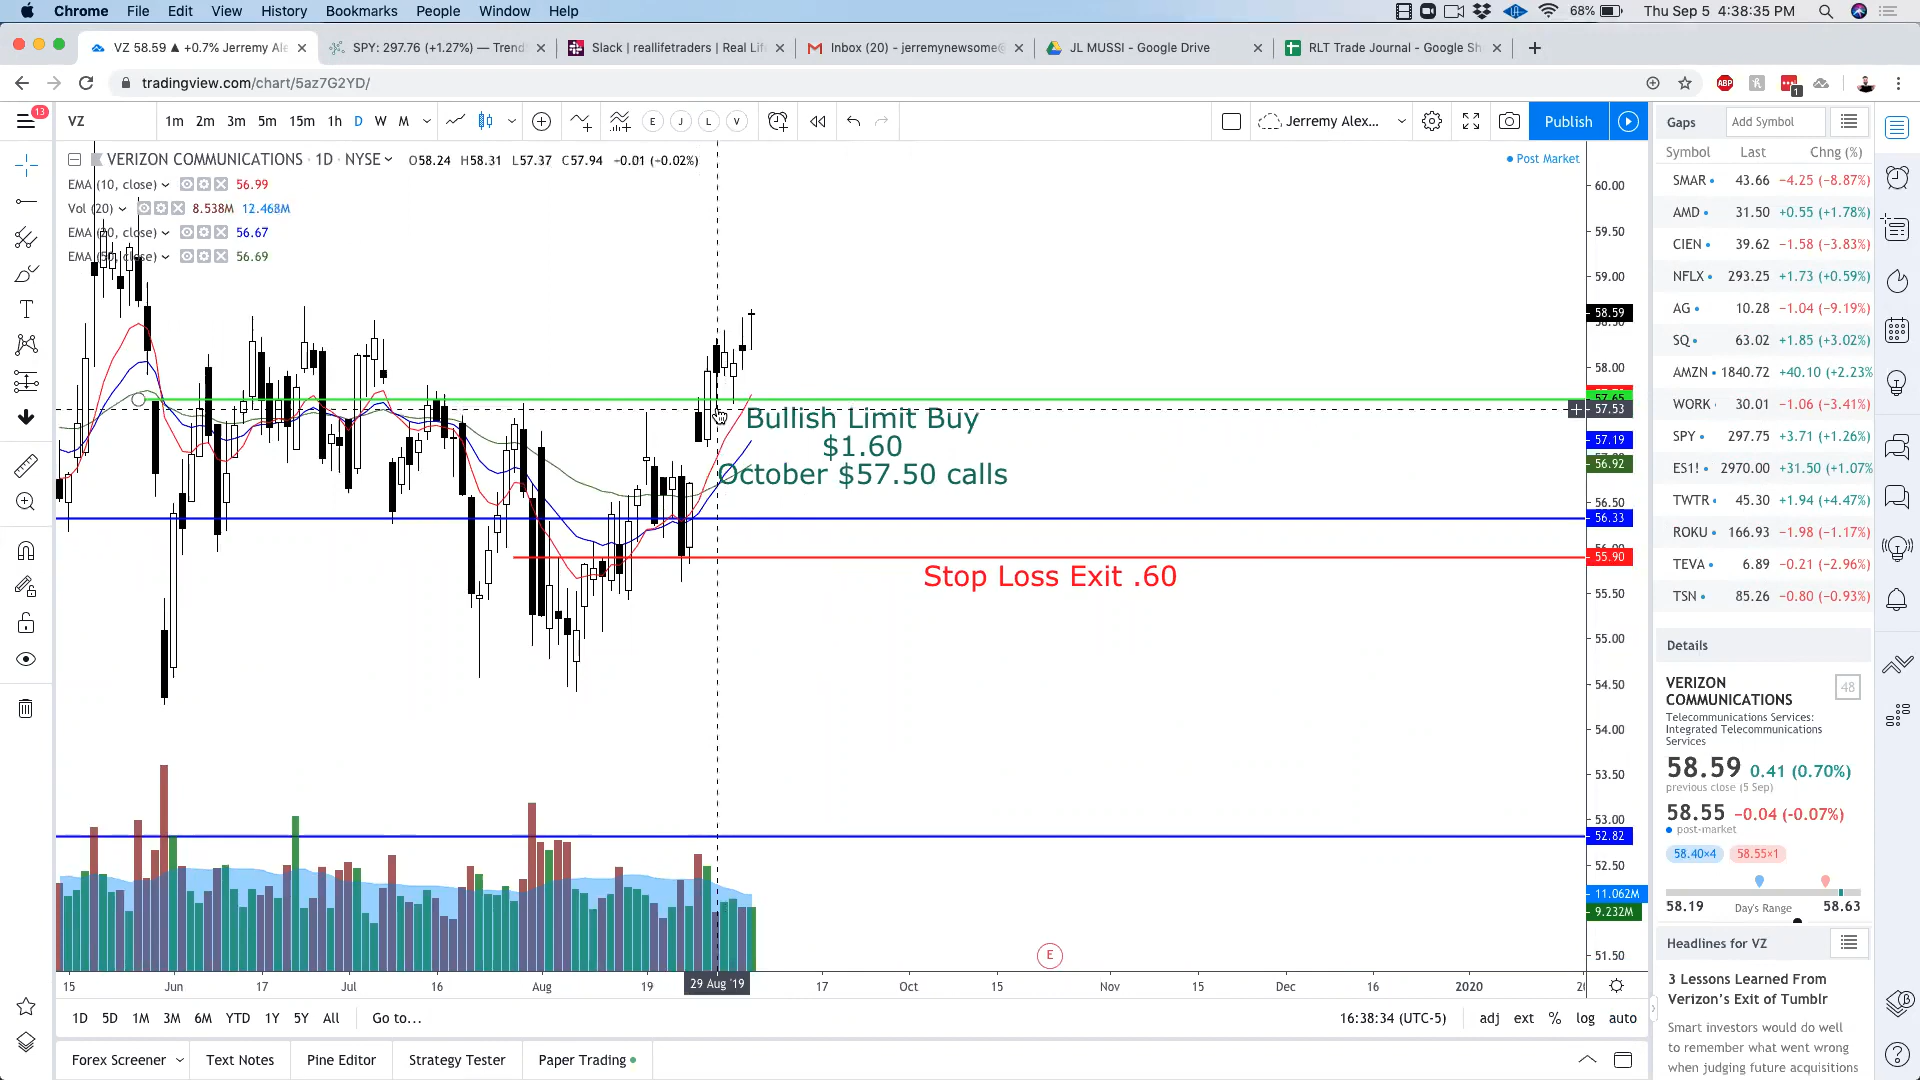 Chrome File Edit View History Bookmarks People Window Help 68% Thu Sep 5 4:38:35 PM
VZ 58.59 ▲ +0.7% Jerremy Ale
SPY: 297.76 (+1.27%) — Trend
Slack | reallifetraders | Real Life
Inbox (20) - jerremynewsome@
JL MUSSI - Google Drive
RLT Trade Journal - Google Sh
tradingview.com/chart/5az7G2YD/
ABP
1
13
VZ 1m 2m 3m 5m 15m 1h D W M E J L V Jerremy Alex... Publish
VERIZON COMMUNICATIONS · 1D · NYSE O58.24 H58.31 L57.37 C57.94 −0.01 (−0.02%)
• Post Market
EMA (10, close) 56.99
Vol (20) 8.538M 12.468M
EMA (20, close) 56.67
EMA (50, close) 56.69
Bullish Limit Buy
$1.60
October $57.50 calls
Stop Loss Exit .60
60.00
59.50
59.00
58.59
58.50
58.00
57.65
57.53
57.19
56.92
56.50
56.33
56.00
55.90
55.50
55.00
54.50
54.00
53.50
53.00
52.82
52.50
11.062M
9.232M
51.50
E
15 Jun 17 Jul 16 Aug 19 29 Aug '19 17 Oct 15 Nov 15 Dec 16 2020
1D 5D 1M 3M 6M YTD 1Y 5Y All Go to... 16:38:34 (UTC-5) adj ext % log auto
Forex Screener Text Notes Pine Editor Strategy Tester Paper Trading
Gaps Add Symbol
Symbol Last Chng (%)
SMAR 43.66 −4.25 (−8.87%)
AMD 31.50 +0.55 (+1.78%)
CIEN 39.62 −1.58 (−3.83%)
NFLX 293.25 +1.73 (+0.59%)
AG 10.28 −1.04 (−9.19%)
SQ 63.02 +1.85 (+3.02%)
AMZN 1840.72 +40.10 (+2.23%
WORK 30.01 −1.06 (−3.41%)
SPY 297.75 +3.71 (+1.26%)
ES1! 2970.00 +31.50 (+1.07%
TWTR 45.30 +1.94 (+4.47%)
ROKU 166.93 −1.98 (−1.17%)
TEVA 6.89 −0.21 (−2.96%)
TSN 85.26 −0.80 (−0.93%)
Details
VERIZON
COMMUNICATIONS
48
Telecommunications Services:
Integrated Telecommunications
Services
58.59 0.41 (0.70%)
previous close (5 Sep)
58.55 −0.04 (-0.07%)
• post-market
58.40×4 58.55×1
58.19 Day's Range 58.63
Headlines for VZ
3 Lessons Learned From
Verizon's Exit of Tumblr
Smart investors would do well
to remember what went wrong
when judging future acquisitions